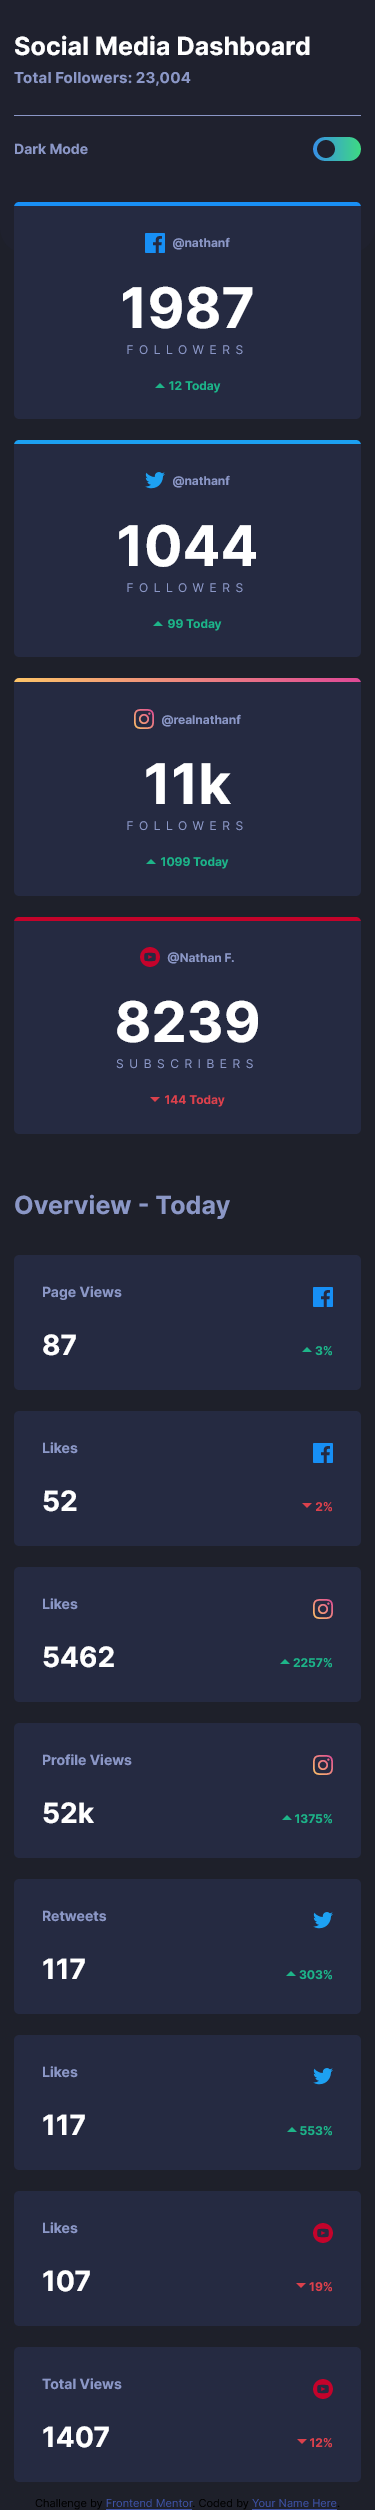 Social Media Dashboard
Total Followers: 23,004
Dark Mode
@nathanf
1987
FOLLOWERS
12 Today
@nathanf
1044
FOLLOWERS
99 Today
@realnathanf
11k
FOLLOWERS
1099 Today
@Nathan F.
8239
SUBSCRIBERS
144 Today
Overview - Today
Page Views
87
3%
Likes
52
2%
Likes
5462
2257%
Profile Views
52k
1375%
Retweets
117
303%
Likes
117
553%
Likes
107
19%
Total Views
1407
12%
Challenge by Frontend Mentor. Coded by Your Name Here